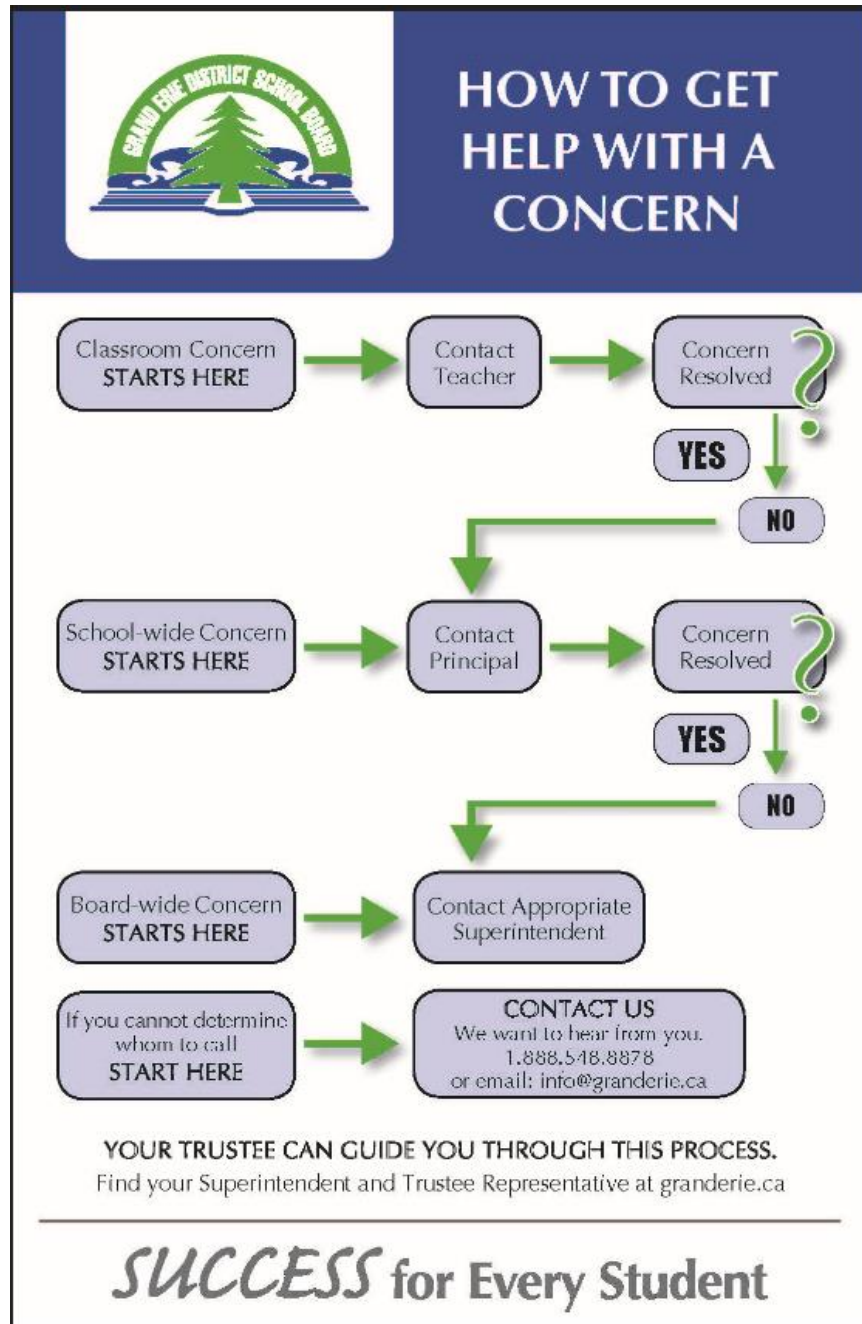 GRAND ERIE DISTRICT SCHOOL BOARD
HOW TO GET
HELP WITH A
CONCERN
Classroom Concern
STARTS HERE
Contact
Teacher
Concern
Resolved
?
YES
NO
School-wide Concern
STARTS HERE
Contact
Principal
Concern
Resolved
?
YES
NO
Board-wide Concern
STARTS HERE
Contact Appropriate
Superintendent
If you cannot determine
whom to call
START HERE
CONTACT US
We want to hear from you.
1.888.548.8878
or email: info@granderie.ca
YOUR TRUSTEE CAN GUIDE YOU THROUGH THIS PROCESS.
Find your Superintendent and Trustee Representative at granderie.ca
SUCCESS for Every Student